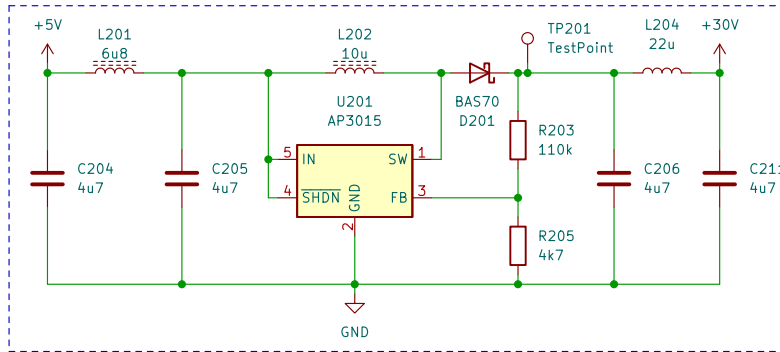 +5V
L201
6u8
L202
10u
TP201
TestPoint
L204
22u
+30V
U201
AP3015
BAS70
D201
R203
110k
5
IN
SW
1
4
SHDN
GND
FB
3
2
C204
4u7
C205
4u7
C206
4u7
C211
4u7
R205
4k7
GND